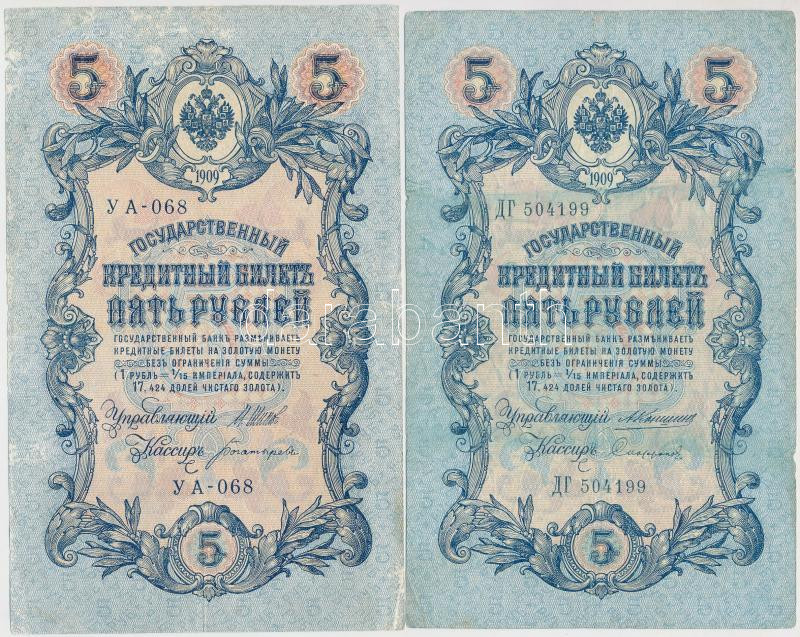 5 5
1909
УА-068
ГОСУДАРСТВЕННЫЙ
КРЕДИТНЫЙ БИЛЕТЪ
ПЯТЬ РУБЛЕЙ
ГОСУДАРСТВЕННЫЙ БАНКЪ РАЗМѢНИВАЕТЪ
КРЕДИТНЫЕ БИЛЕТЫ НА ЗОЛОТУЮ МОНЕТУ
БЕЗЪ ОГРАНИЧЕНІЯ СУММЫ
(1 РУБЛЬ = 1/15 ИМПЕРІАЛА, СОДЕРЖИТЪ
17,424 ДОЛЕЙ ЧИСТАГО ЗОЛОТА).
Управляющій
Кассиръ Богатыревъ
УА-068
5
5 5
1909
ДГ 504199
ГОСУДАРСТВЕННЫЙ
КРЕДИТНЫЙ БИЛЕТЪ
ПЯТЬ РУБЛЕЙ
ГОСУДАРСТВЕННЫЙ БАНКЪ РАЗМѢНИВАЕТЪ
КРЕДИТНЫЕ БИЛЕТЫ НА ЗОЛОТУЮ МОНЕТУ
БЕЗЪ ОГРАНИЧЕНІЯ СУММЫ
(1 РУБЛЬ = 1/15 ИМПЕРІАЛА, СОДЕРЖИТЪ
17,424 ДОЛЕЙ ЧИСТАГО ЗОЛОТА).
Управляющій АКоншинъ
Кассиръ
ДГ 504199
5
darabanth